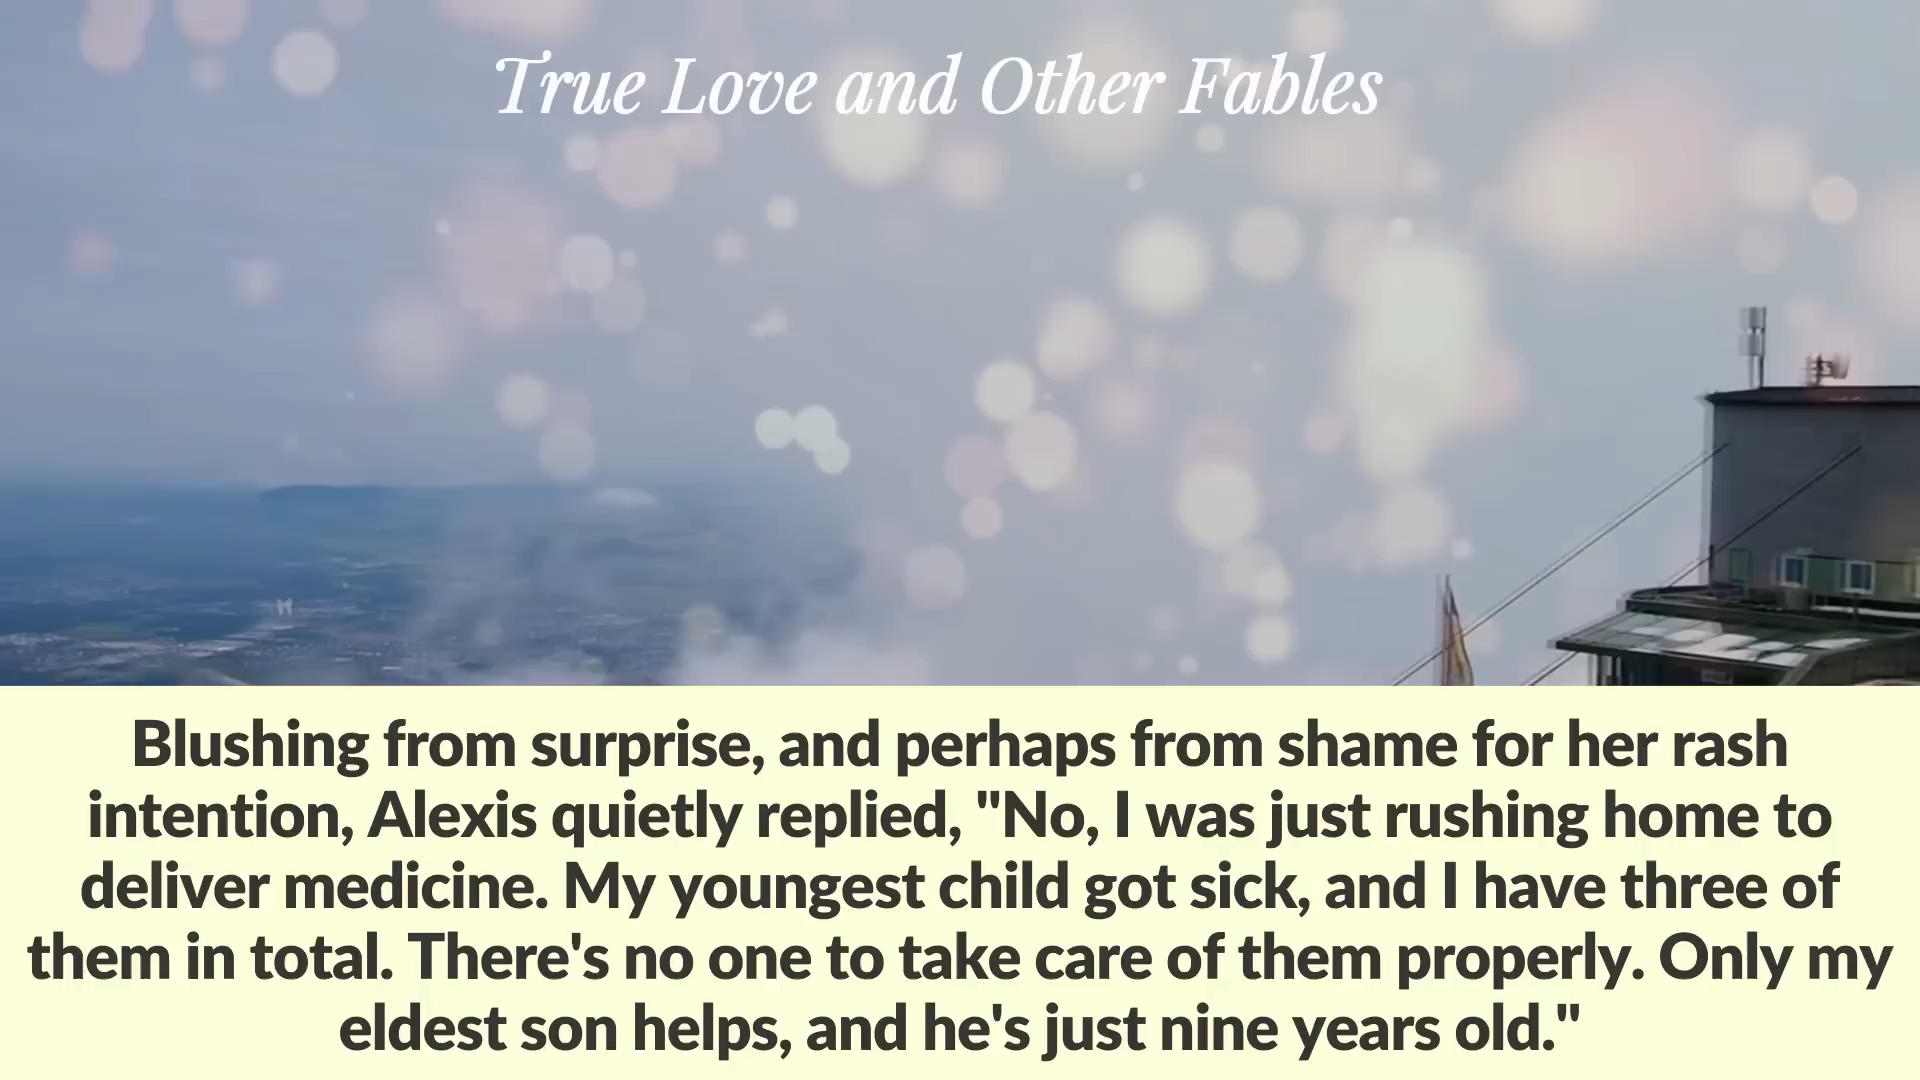 True Love and Other Fables
Blushing from surprise, and perhaps from shame for her rash
intention, Alexis quietly replied, "No, I was just rushing home to
deliver medicine. My youngest child got sick, and I have three of
them in total. There's no one to take care of them properly. Only my
eldest son helps, and he's just nine years old."